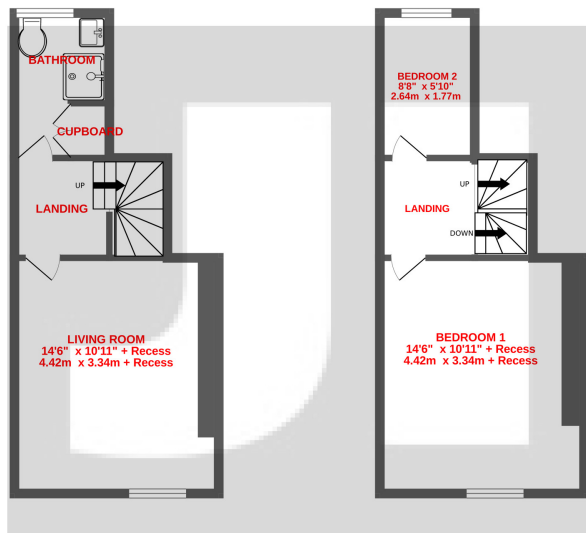 BATHROOM
CUPBOARD
UP
LANDING
LIVING ROOM
14'6" x 10'11" + Recess
4.42m x 3.34m + Recess
BEDROOM 2
8'8" x 5'10"
2.64m x 1.77m
UP
LANDING
DOWN
BEDROOM 1
14'6" x 10'11" + Recess
4.42m x 3.34m + Recess